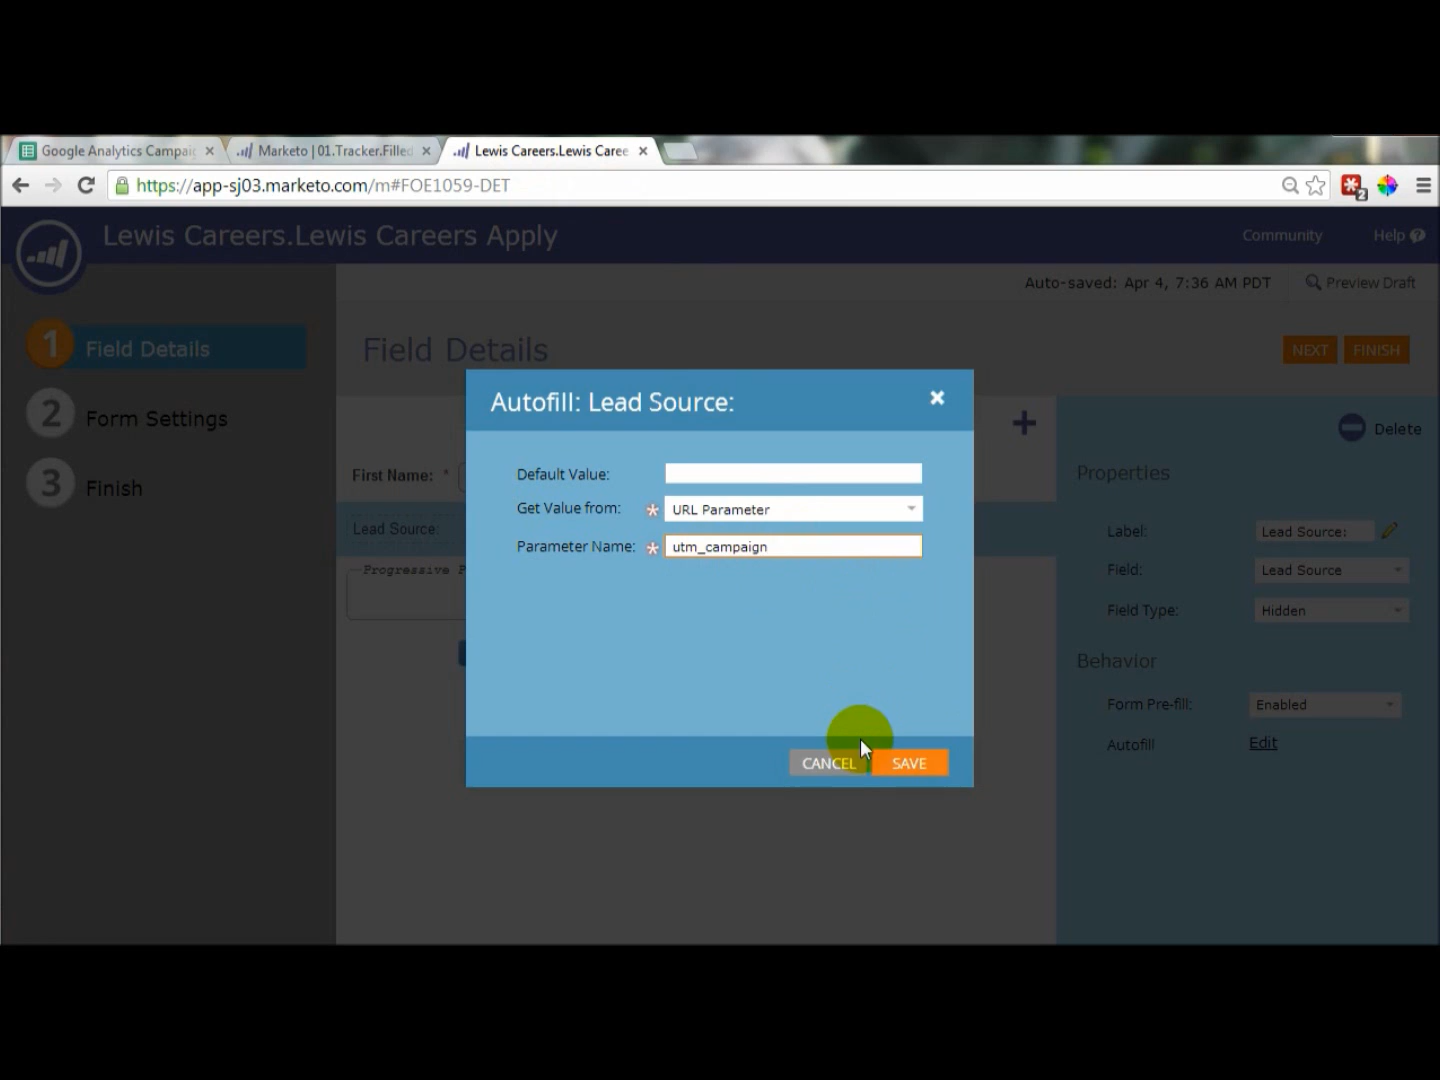 Google Analytics Campaig
Marketo | 01.Tracker.Filled
Lewis Careers.Lewis Caree
https://app-sj03.marketo.com/m#FOE1059-DET
2
Lewis Careers.Lewis Careers Apply
Community
Help ?
Auto-saved: Apr 4, 7:36 AM PDT
Preview Draft
1 Field Details
Field Details
NEXT
FINISH
Autofill: Lead Source:
2 Form Settings
Delete
First Name: *
Default Value:
Properties
3 Finish
Get Value from: * URL Parameter
Lead Source:
Label: Lead Source:
Parameter Name: * utm_campaign
Progressive P
Field: Lead Source
Field Type: Hidden
Behavior
Form Pre-fill: Enabled
Autofill Edit
CANCEL
SAVE